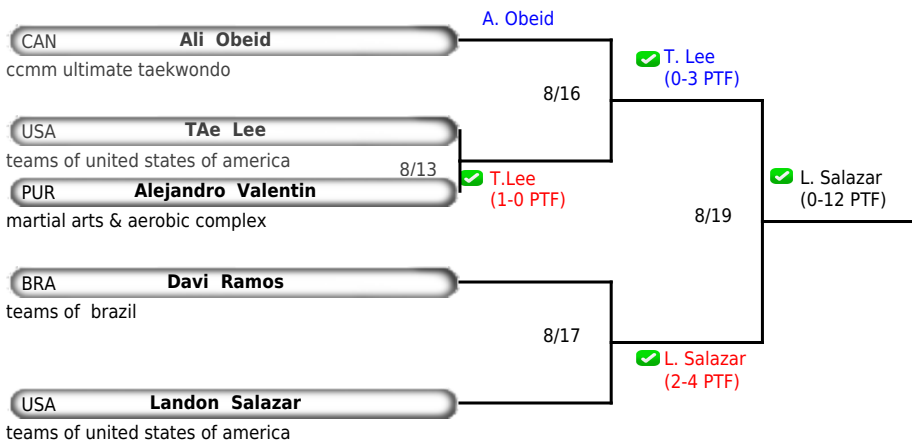 A. Obeid
CAN Ali Obeid
ccmm ultimate taekwondo
T. Lee
(0-3 PTF)
8/16
USA TAe Lee
teams of united states of america
8/13
T.Lee
(1-0 PTF)
PUR Alejandro Valentin
martial arts & aerobic complex
L. Salazar
(0-12 PTF)
8/19
BRA Davi Ramos
teams of brazil
8/17
L. Salazar
(2-4 PTF)
USA Landon Salazar
teams of united states of america